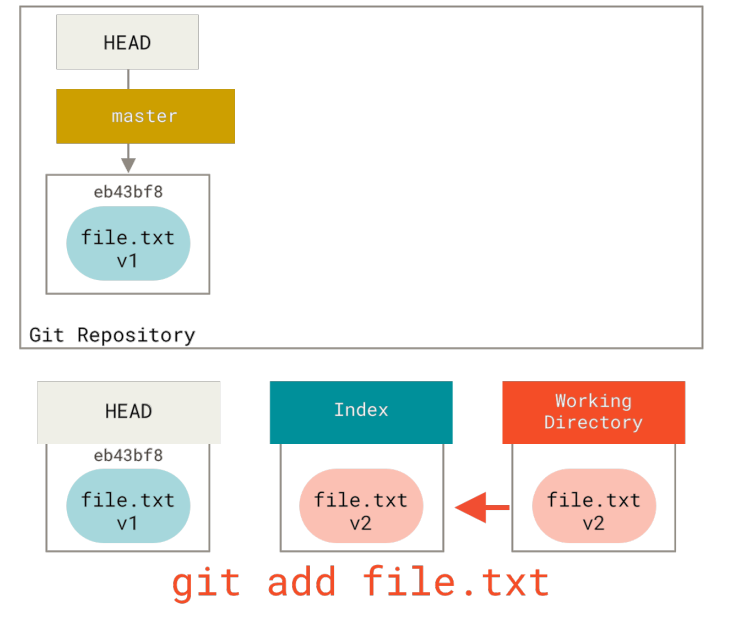 HEAD
master
eb43bf8
file.txt
v1
Git Repository
HEAD
Index
Working
Directory
eb43bf8
file.txt
v1
file.txt
v2
file.txt
v2
git add file.txt